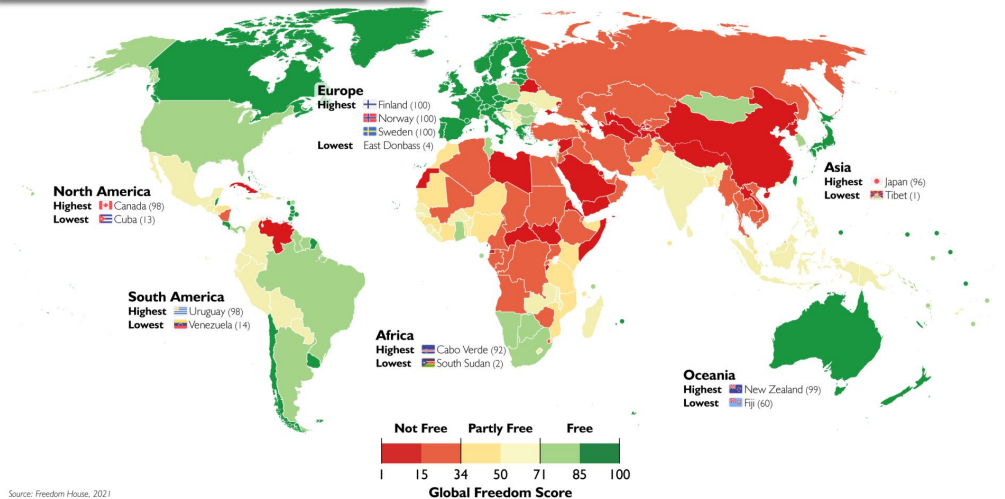 Europe
Highest Finland (100)
Norway (100)
Sweden (100)
Lowest East Donbass (4)
Asia
Highest Japan (96)
Lowest Tibet (1)
North America
Highest Canada (98)
Lowest Cuba (13)
South America
Highest Uruguay (98)
Lowest Venezuela (14)
Africa
Highest Cabo Verde (92)
Lowest South Sudan (2)
Oceania
Highest New Zealand (99)
Lowest Fiji (60)
Not Free Partly Free Free
1 15 34 50 71 85 100
Global Freedom Score
Source: Freedom House, 2021